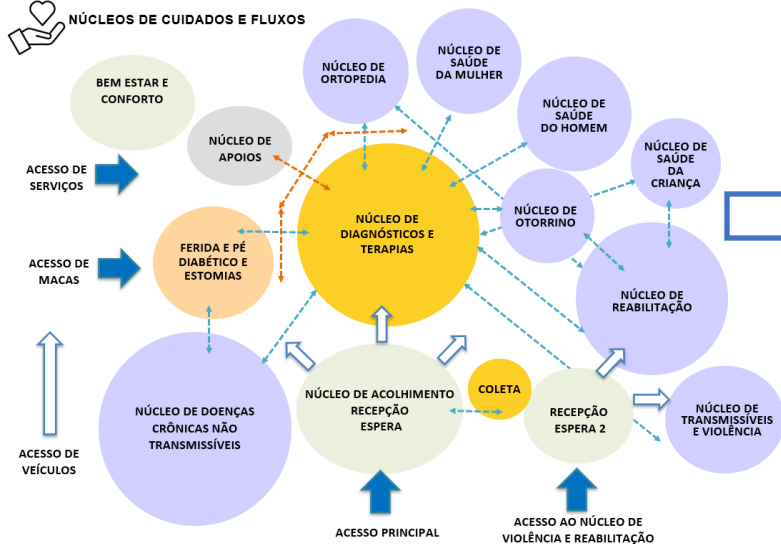 NÚCLEOS DE CUIDADOS E FLUXOS
BEM ESTAR E
CONFORTO
NÚCLEO DE
ORTOPEDIA
NÚCLEO DE
SAÚDE
DA MULHER
NÚCLEO DE
SAÚDE
DO HOMEM
NÚCLEO DE
APOIOS
NÚCLEO DE
SAÚDE
DA
CRIANÇA
ACESSO DE
SERVIÇOS
NÚCLEO DE
DIAGNÓSTICOS E
TERAPIAS
NÚCLEO DE
OTORRINO
FERIDA E PÉ
DIABÉTICO E
ESTOMIAS
ACESSO DE
MACAS
NÚCLEO DE
REABILITAÇÃO
NÚCLEO DE DOENÇAS
CRÔNICAS NÃO
TRANSMISSÍVEIS
NÚCLEO DE ACOLHIMENTO
RECEPÇÃO
ESPERA
COLETA
RECEPÇÃO
ESPERA 2
NÚCLEO DE
TRANSMISSÍVEIS
E VIOLÊNCIA
ACESSO DE
VEÍCULOS
ACESSO PRINCIPAL
ACESSO AO NÚCLEO DE
VIOLÊNCIA E REABILITAÇÃO